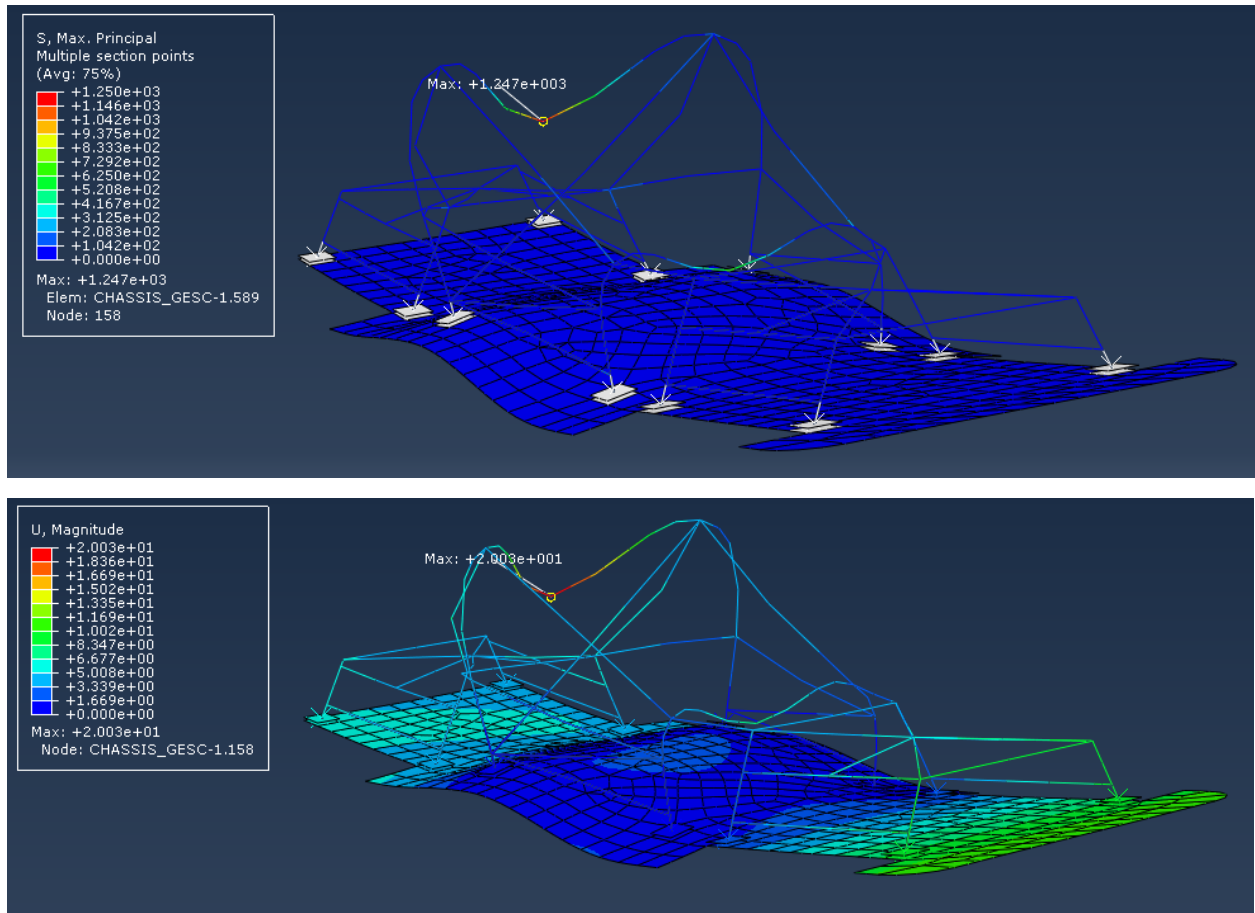 S, Max. Principal
Multiple section points
(Avg: 75%)
+1.250e+03
+1.146e+03
+1.042e+03
+9.375e+02
+8.333e+02
+7.292e+02
+6.250e+02
+5.208e+02
+4.167e+02
+3.125e+02
+2.083e+02
+1.042e+02
+0.000e+00
Max: +1.247e+03
Elem: CHASSIS_GESC-1.589
Node: 158
Max: +1.247e+003
U, Magnitude
+2.003e+01
+1.836e+01
+1.669e+01
+1.502e+01
+1.335e+01
+1.169e+01
+1.002e+01
+8.347e+00
+6.677e+00
+5.008e+00
+3.339e+00
+1.669e+00
+0.000e+00
Max: +2.003e+01
Node: CHASSIS_GESC-1.158
Max: +2.003e+001